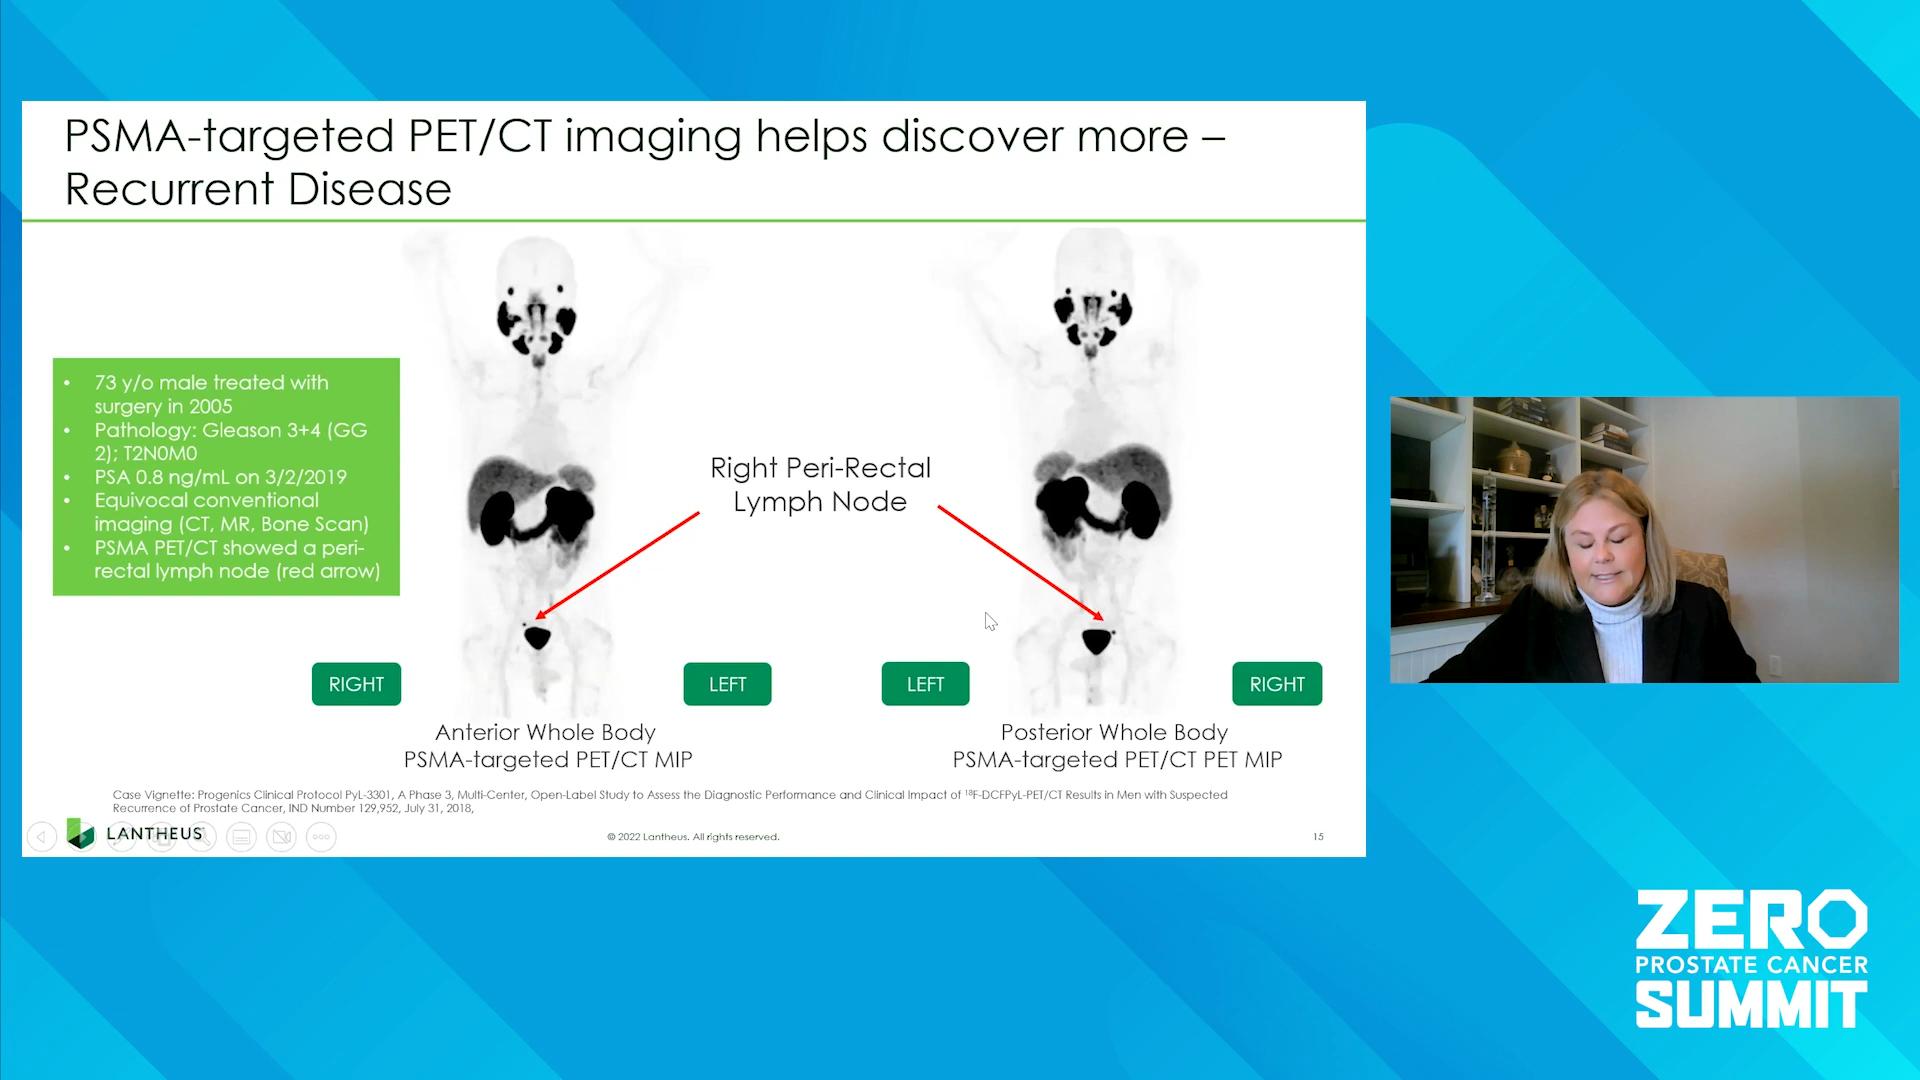 PSMA-targeted PET/CT imaging helps discover more –
Recurrent Disease
• 73 y/o male treated with
surgery in 2005
• Pathology: Gleason 3+4 (GG
2); T2N0M0
• PSA 0.8 ng/mL on 3/2/2019
• Equivocal conventional
imaging (CT, MR, Bone Scan)
• PSMA PET/CT showed a peri-
rectal lymph node (red arrow)
Right Peri-Rectal
Lymph Node
RIGHT
LEFT
LEFT
RIGHT
Anterior Whole Body
PSMA-targeted PET/CT MIP
Posterior Whole Body
PSMA-targeted PET/CT PET MIP
Case Vignette: Progenics Clinical Protocol PyL-3301, A Phase 3, Multi-Center, Open-Label Study to Assess the Diagnostic Performance and Clinical Impact of ¹⁸F-DCFPyL-PET/CT Results in Men with Suspected
Recurrence of Prostate Cancer, IND Number 129,952, July 31, 2018,
LANTHEUS
© 2022 Lantheus. All rights reserved.
15
ZERO
PROSTATE CANCER
SUMMIT